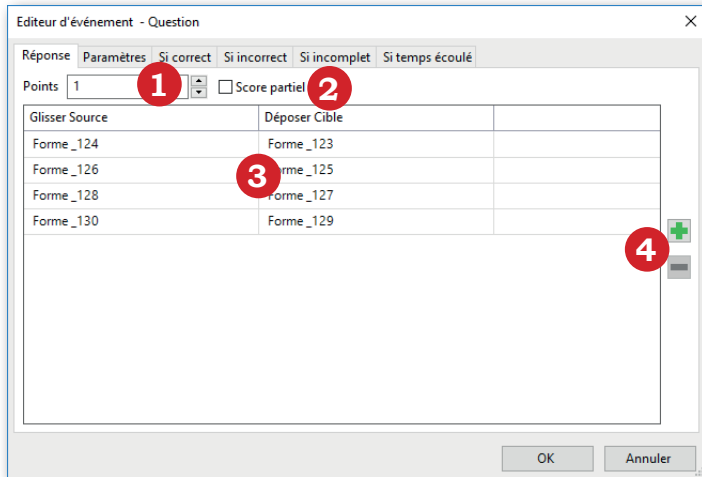 Editeur d'événement - Question
Réponse Paramètres Si correct Si incorrect Si incomplet Si temps écoulé
Points 1 1 Score partiel 2
Glisser Source Déposer Cible
Forme _124 Forme _123
Forme _126 3 Forme _125
Forme _128 Forme _127
Forme _130 Forme _129
4
OK Annuler